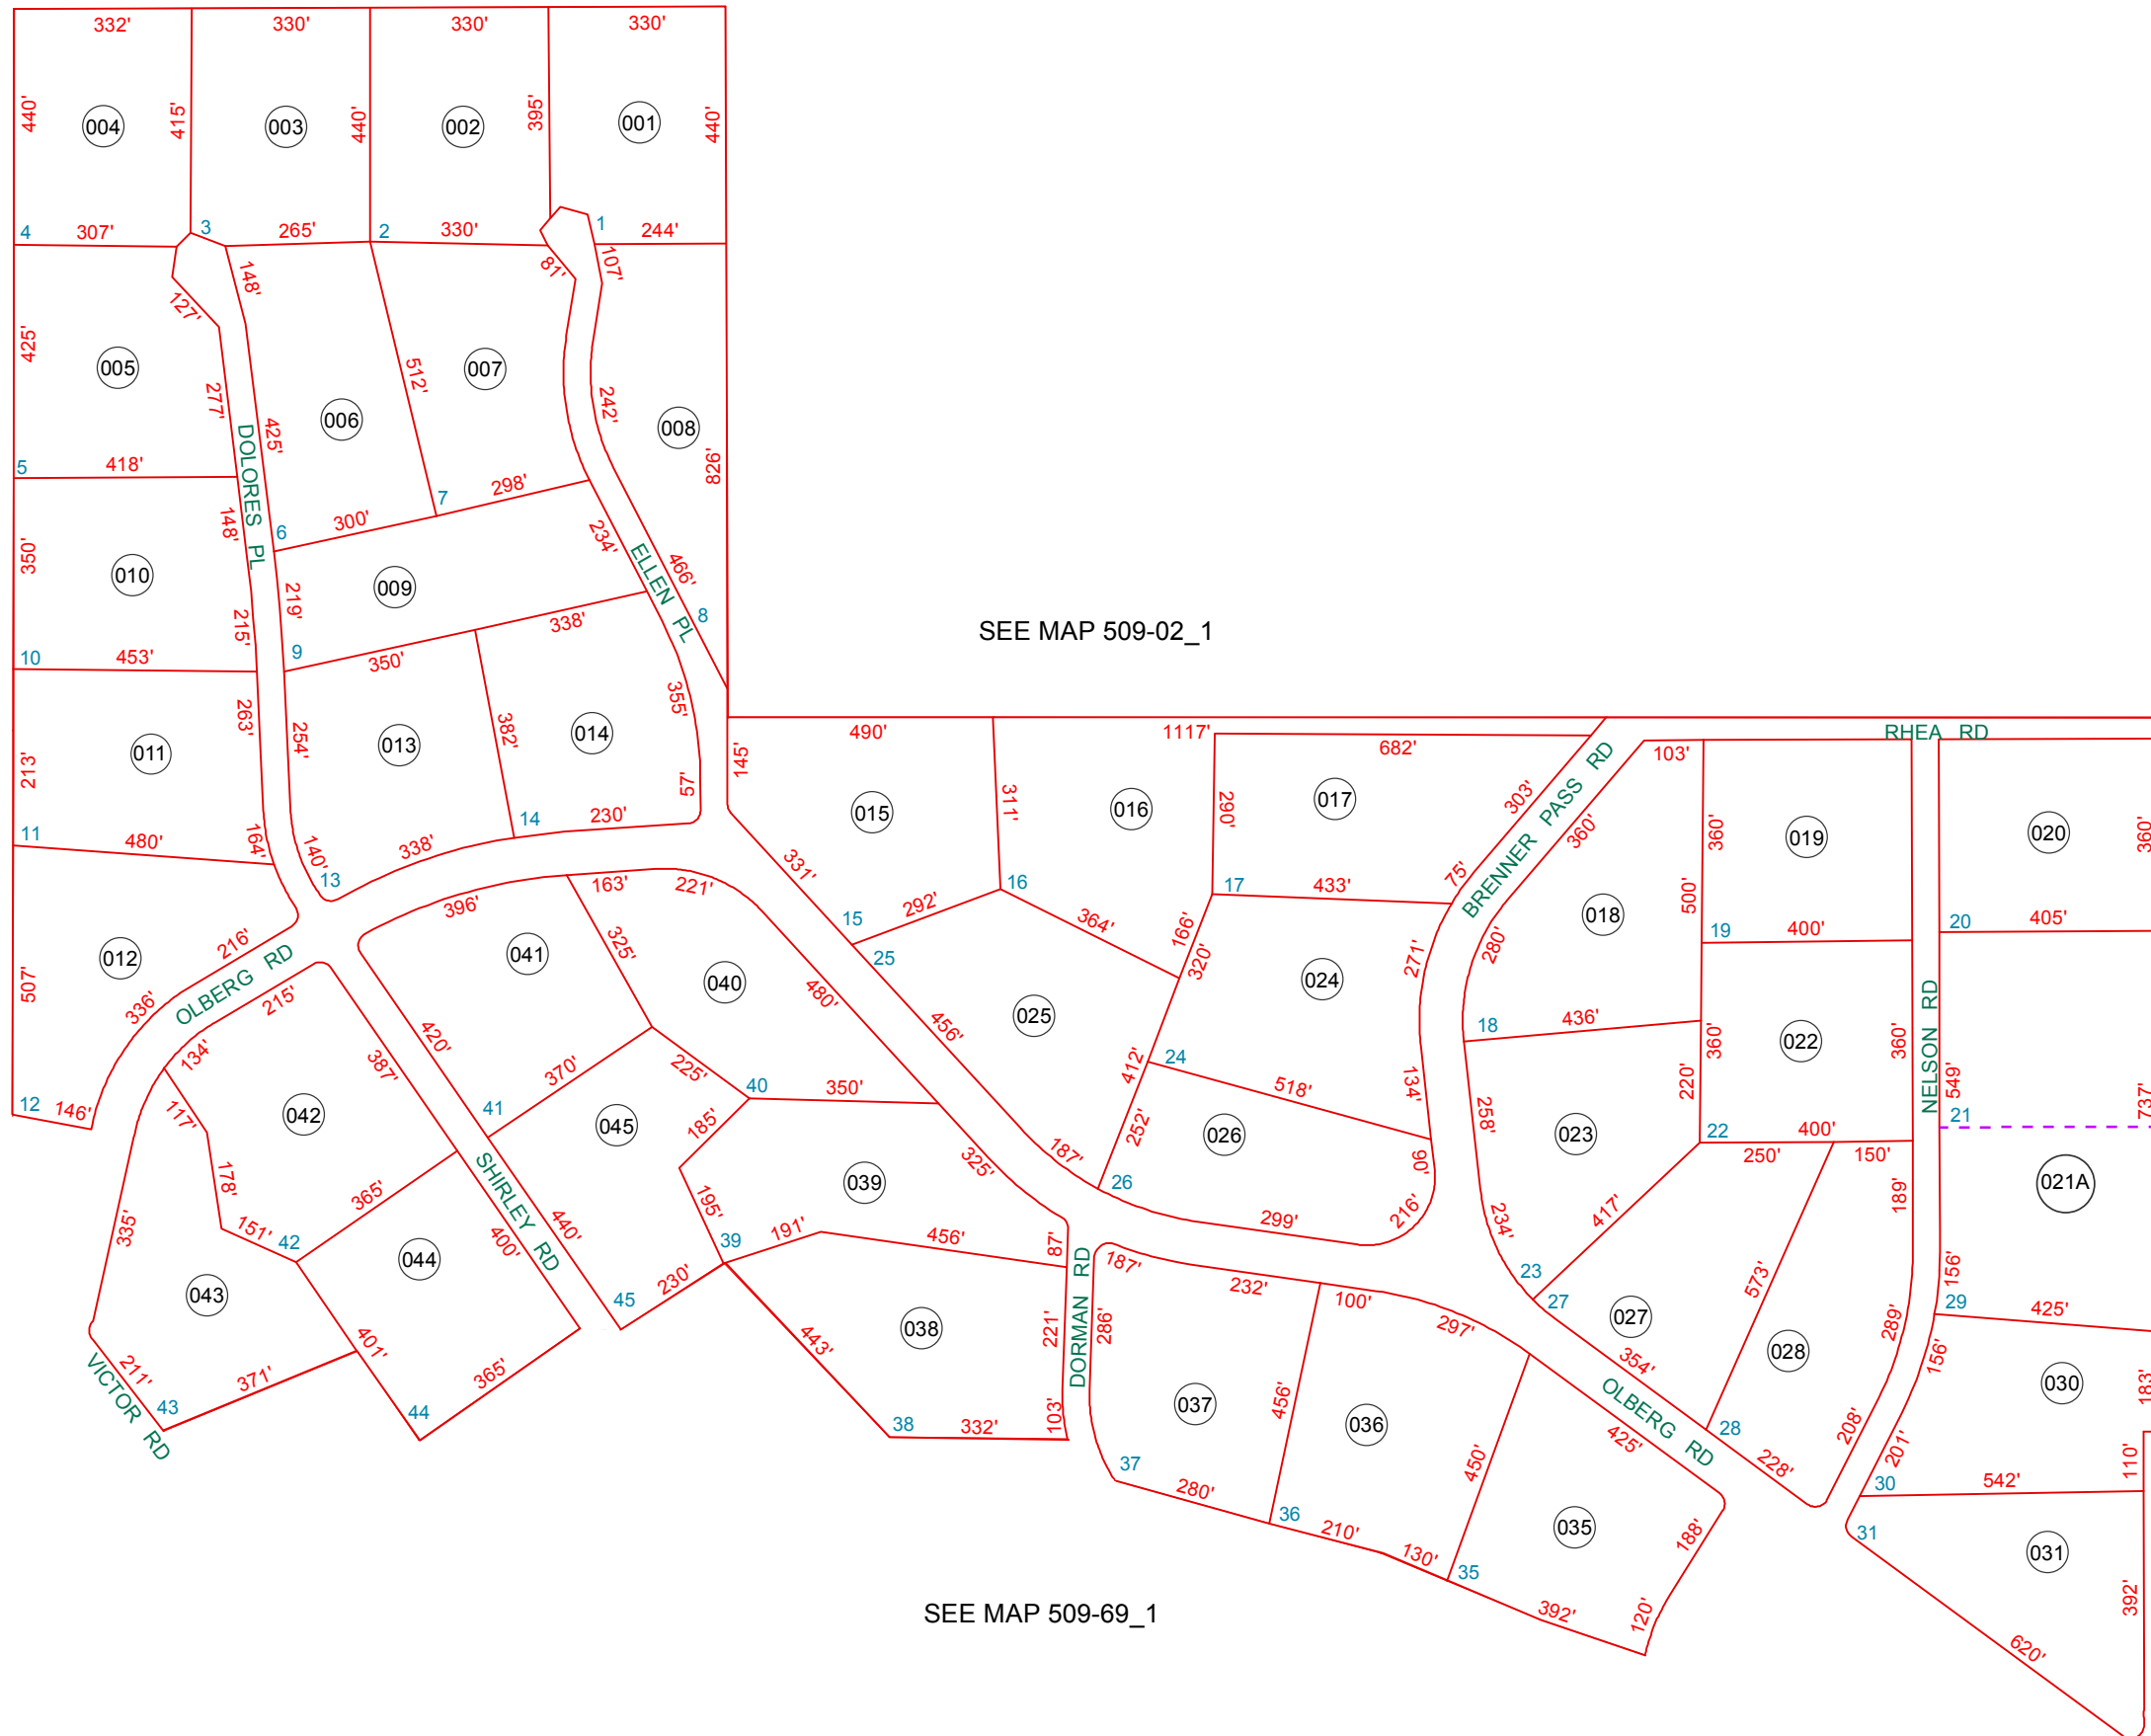 332' 330' 330' 330'
440' 004 415' 003 440' 002 395' 001 440'
4 307' 3 265' 2 330' 1 244'
148' 81' 107'
127'
425' 005 277' 425' 006 512' 007 242' 008 826'
DOLORES PL
5 418' 7 298'
6 300'
148' 234' 466'
ELLEN PL
350' 010 219' 009 8
215' 338'
10 453' 9 350'
SEE MAP 509-02_1
263' 254' 382' 355'
213' 011 013 014 57' 145'
490' 1117' 682' 103' RHEA RD
BRENNER PASS RD
311' 290' 303' 360'
015 016 017 360' 019 020 360'
11 480' 164' 140' 338' 14 230'
13
331' 16 17 433' 75'
292' 364' 166' 018 500'
15 320' 271' 280' 19 400' 20 405'
163' 221'
396' 041 325' 040 480'
012 216'
507' 336' OLBERG RD 215'
25 025 456' 024
18 436' 360' 022 360' NELSON RD 549' 737'
134' 387' 420' 370' 225' 40 350'
12 146' 117' 042 41 045 185'
412' 24 518' 134' 258' 023 220' 22 400' 21
252' 026 90' 250' 150'
187' 26 299' 216' 234' 417' 189' 021A
178' 365' SHIRLEY RD 195' 039 325'
335' 151' 42 044 400' 440' 39 191' 456' 87'
043 45 230'
DORMAN RD
187' 232' 100' 297'
23 27 027 573' 028 289' 156' 29 425'
354' 156' 030 183'
211' 371' 401' 365' 443' 038 221' 286'
VICTOR RD 43 44 38 332' 103'
037 456' 036 450' 425' OLBERG RD 28 228' 208' 201' 110'
37 280' 36 210' 130' 35 035 188' 30 542'
31 031
SEE MAP 509-69_1
392' 120' 392'
620'